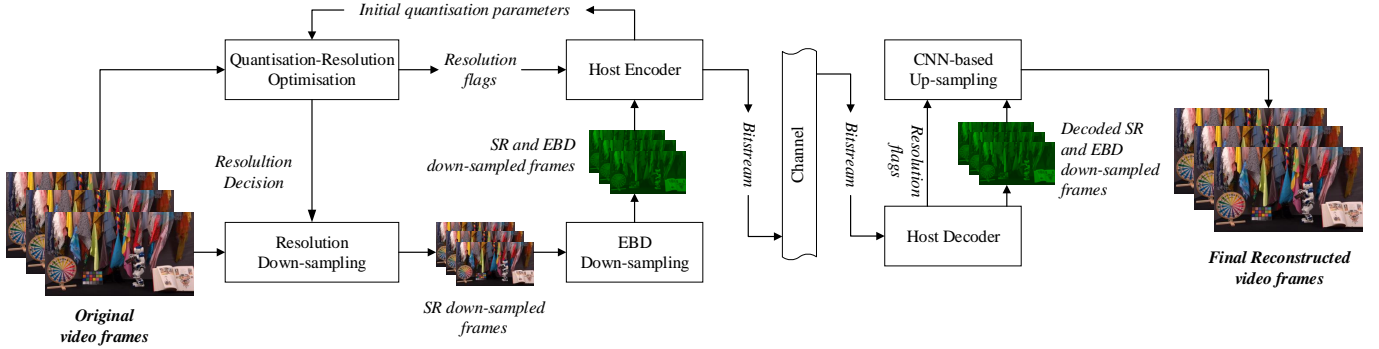 Initial quantisation parameters
Quantisation-Resolution
Optimisation
Resolution
flags
Host Encoder
Resolultion
Decision
SR and EBD
down-sampled frames
Resolution
Down-sampling
EBD
Down-sampling
SR down-sampled
frames
Original
video frames
Bitstream
Channel
Bitstream
CNN-based
Up-sampling
Resolution
flags
Decoded SR
and EBD
down-sampled
frames
Host Decoder
Final Reconstructed
video frames